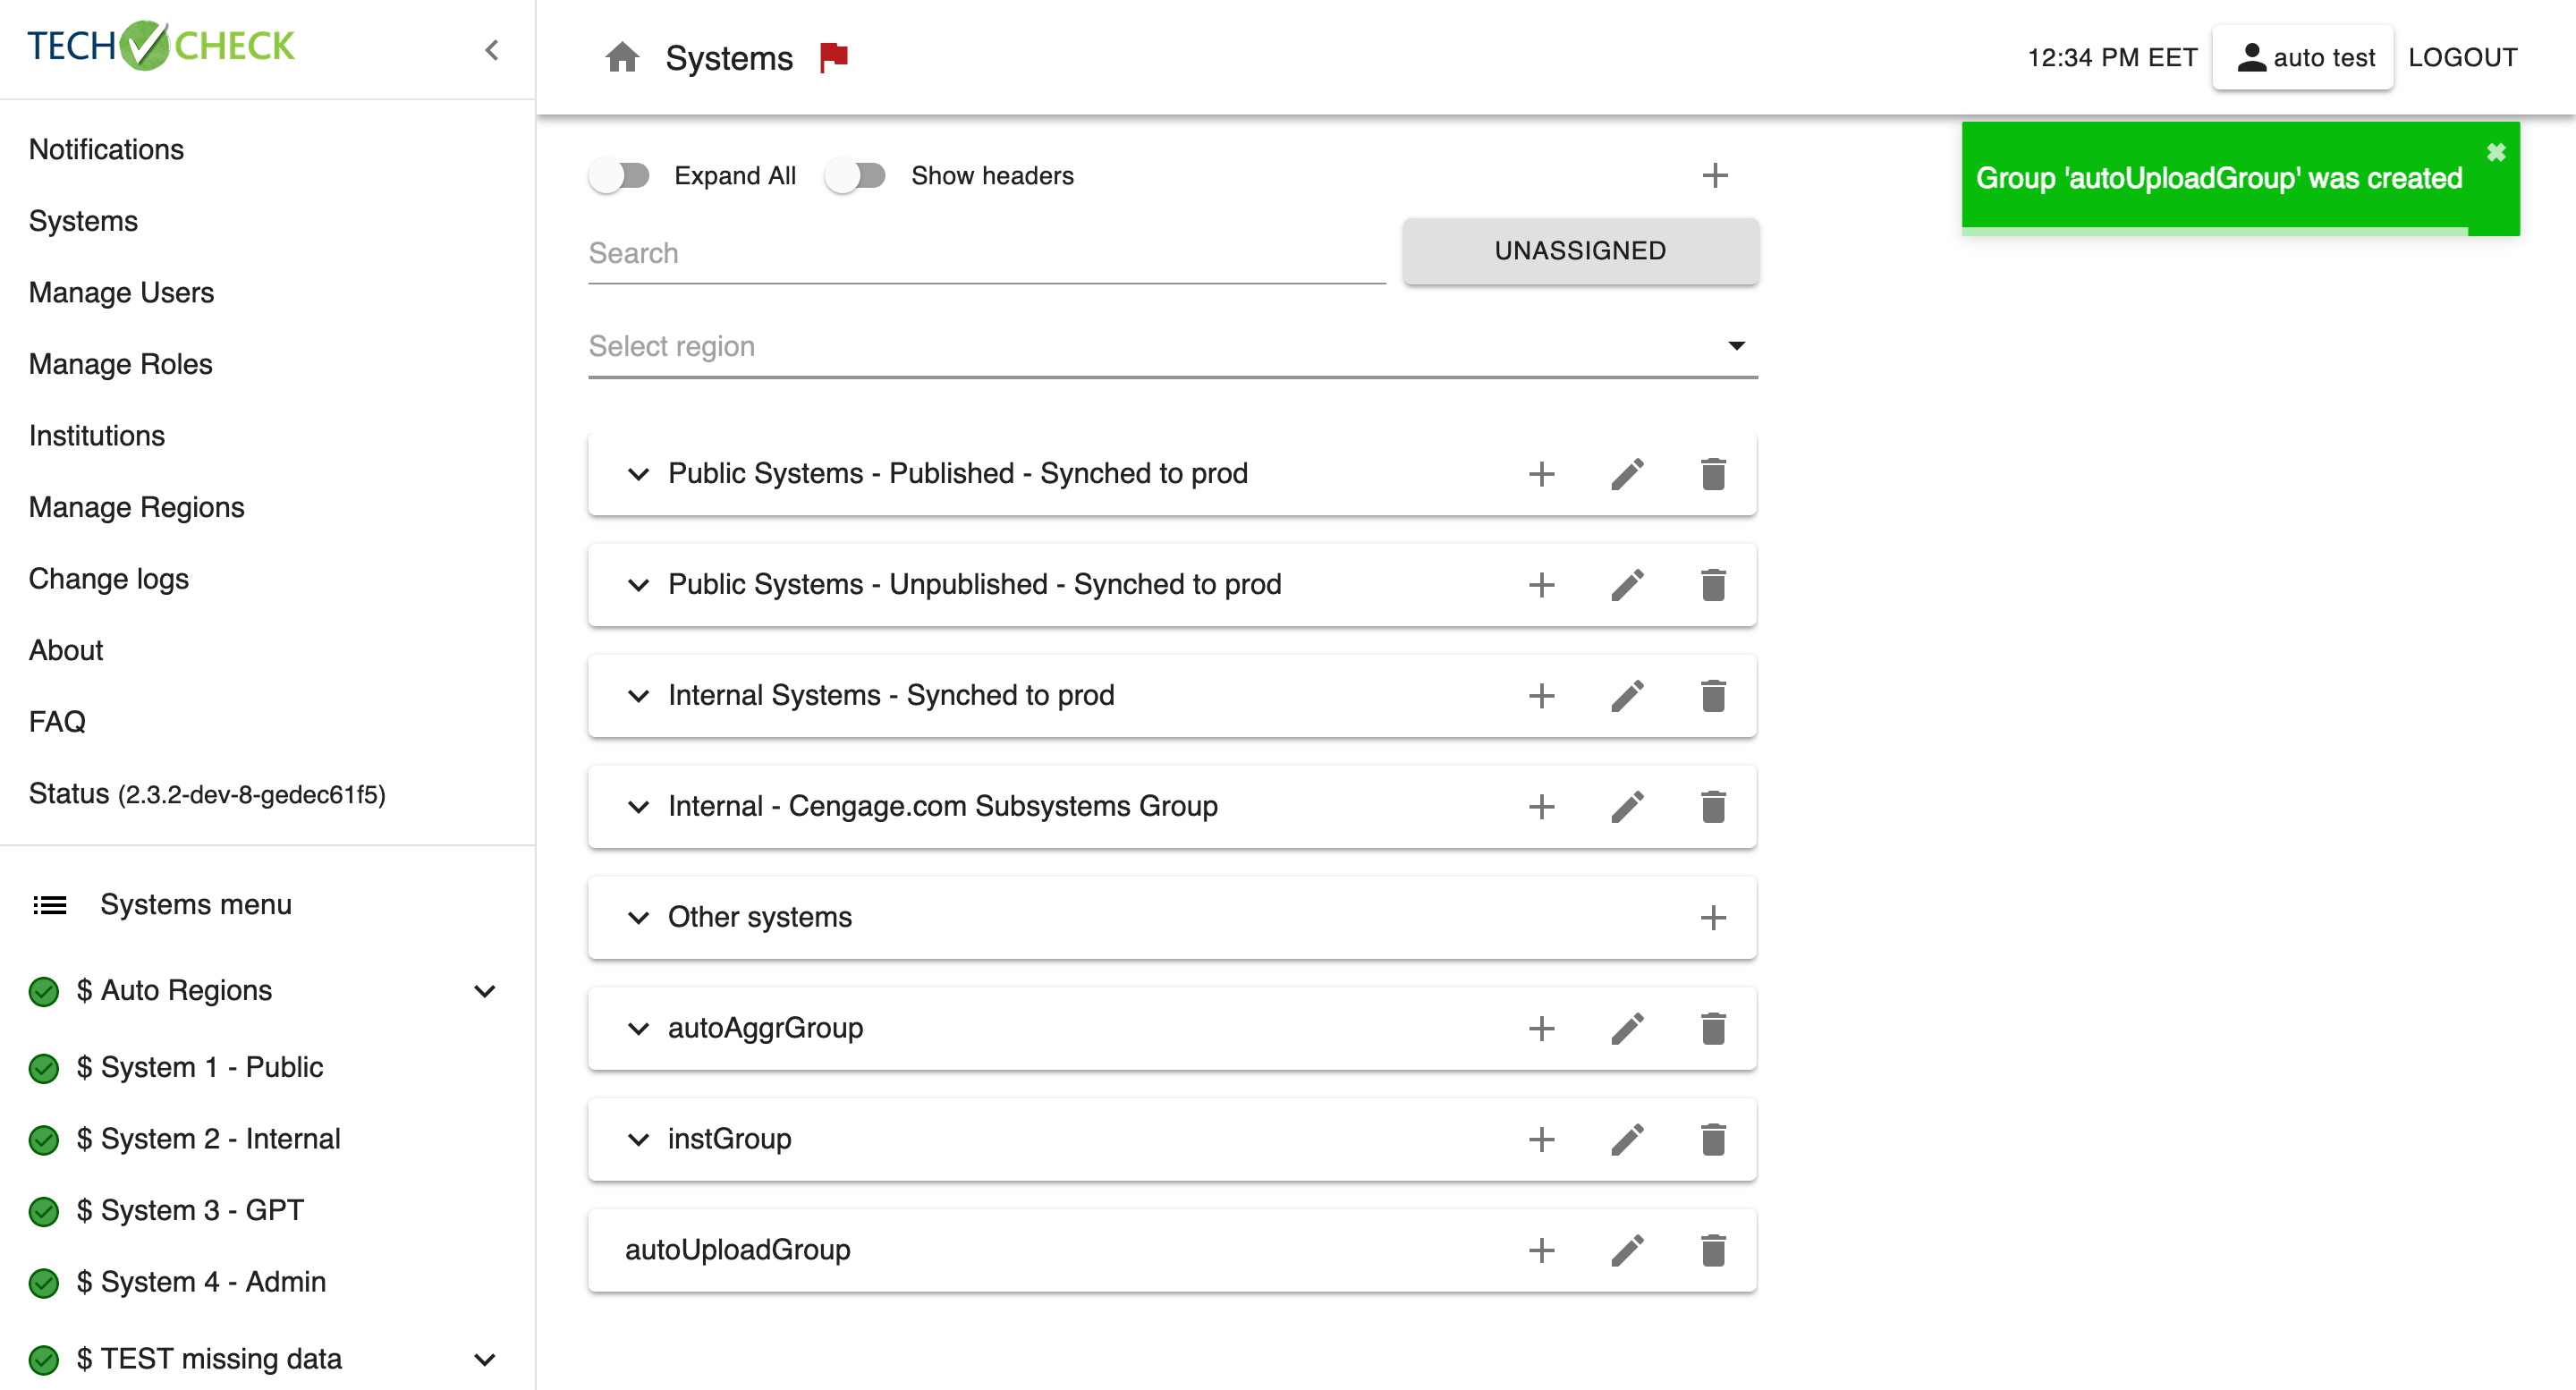 TECH CHECK
Systems
12:34 PM EET
auto test
LOGOUT
Notifications
Systems
Manage Users
Manage Roles
Institutions
Manage Regions
Change logs
About
FAQ
Status (2.3.2-dev-8-gedec61f5)
Systems menu
$ Auto Regions
$ System 1 - Public
$ System 2 - Internal
$ System 3 - GPT
$ System 4 - Admin
$ TEST missing data
Expand All
Show headers
Search
UNASSIGNED
Select region
Public Systems - Published - Synched to prod
Public Systems - Unpublished - Synched to prod
Internal Systems - Synched to prod
Internal - Cengage.com Subsystems Group
Other systems
autoAggrGroup
instGroup
autoUploadGroup
Group 'autoUploadGroup' was created